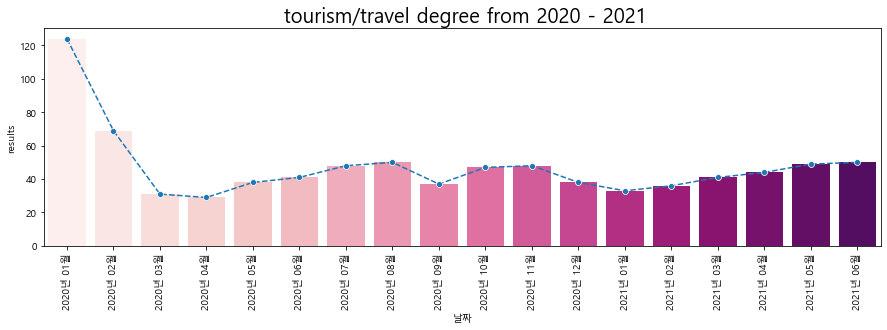 tourism/travel degree from 2020 - 2021
results
120
100
80
60
40
20
0
2020년 01월
2020년 02월
2020년 03월
2020년 04월
2020년 05월
2020년 06월
2020년 07월
2020년 08월
2020년 09월
2020년 10월
2020년 11월
2020년 12월
2021년 01월
2021년 02월
2021년 03월
2021년 04월
2021년 05월
2021년 06월
날짜